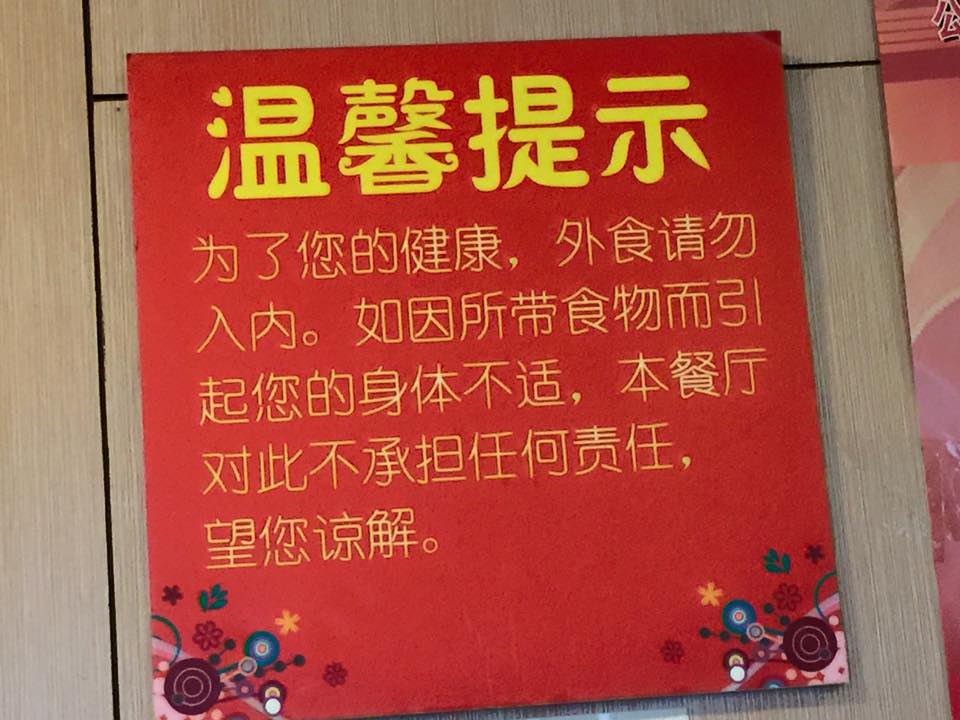 温馨提示
为了您的健康，外食请勿
入内。如因所带食物而引
起您的身体不适，本餐厅
对此不承担任何责任，
望您谅解。